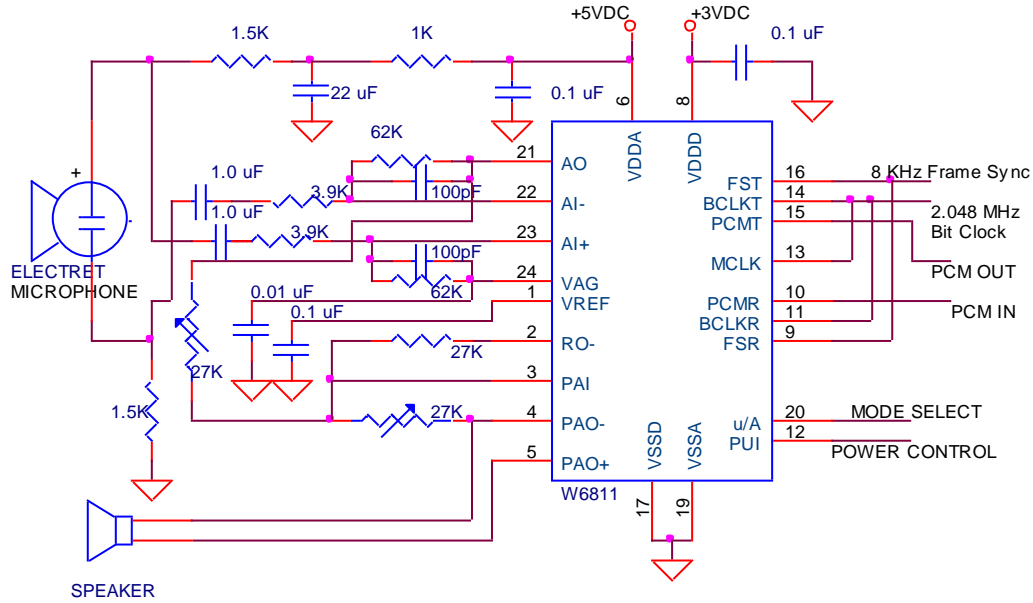 +5VDC
+3VDC
1.5K
1K
0.1 uF
22 uF
0.1 uF
6
8
VDDA
VDDD
62K
21
AO
16
FST
8 KHz Frame Sync
1.0 uF
3.9K
100pF
22
AI-
14
BCLKT
15
PCMT
2.048 MHz
Bit Clock
+
-
1.0 uF
3.9K
23
AI+
100pF
13
MCLK
PCM OUT
ELECTRET
MICROPHONE
62K
24
VAG
0.01 uF
1
VREF
10
PCMR
PCM IN
0.1 uF
11
BCLKR
2
RO-
27K
9
FSR
27K
3
PAI
1.5K
27K
4
PAO-
20
u/A
MODE SELECT
12
PUI
POWER CONTROL
5
PAO+
VSSD
VSSA
W6811
17
19
SPEAKER